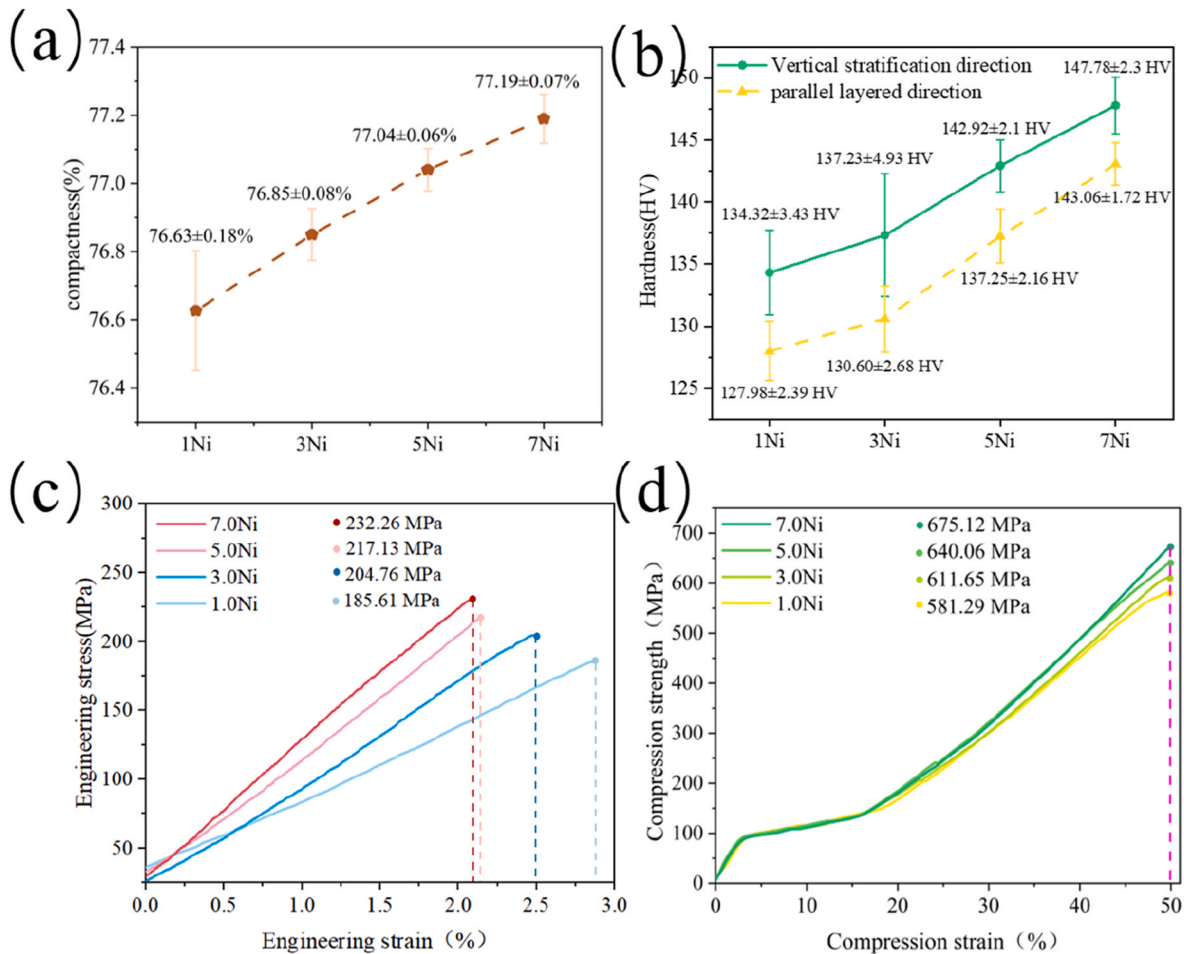 (a)
77.4
77.2
77.0
76.8
76.6
76.4
compactness(%)
76.63±0.18%
76.85±0.08%
77.04±0.06%
77.19±0.07%
1Ni 3Ni 5Ni 7Ni
(b)
Vertical stratification direction
parallel layered direction
150
145
140
135
130
125
Hardness(HV)
134.32±3.43 HV
137.23±4.93 HV
142.92±2.1 HV
147.78±2.3 HV
127.98±2.39 HV
130.60±2.68 HV
137.25±2.16 HV
143.06±1.72 HV
1Ni 3Ni 5Ni 7Ni
(c)
300
250
200
150
100
50
Engineering stress(MPa)
7.0Ni 232.26 MPa
5.0Ni 217.13 MPa
3.0Ni 204.76 MPa
1.0Ni 185.61 MPa
0.0 0.5 1.0 1.5 2.0 2.5 3.0
Engineering strain（%）
(d)
700
600
500
400
300
200
100
0
Compression strength（MPa）
7.0Ni 675.12 MPa
5.0Ni 640.06 MPa
3.0Ni 611.65 MPa
1.0Ni 581.29 MPa
0 10 20 30 40 50
Compression strain（%）